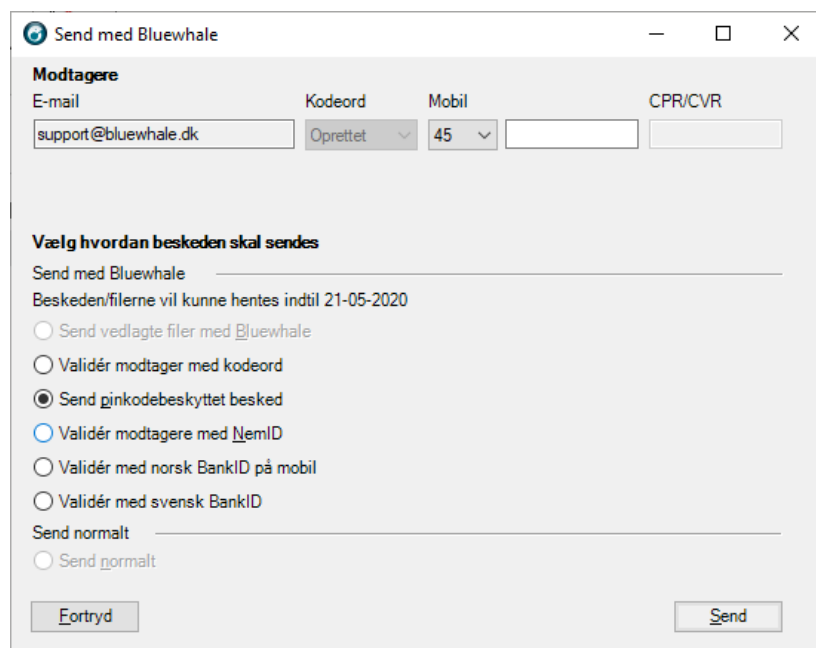 Send med Bluewhale
Modtagere
E-mail Kodeord Mobil CPR/CVR
support@bluewhale.dk Oprettet 45
Vælg hvordan beskeden skal sendes
Send med Bluewhale
Beskeden/filerne vil kunne hentes indtil 21-05-2020
Send vedlagte filer med Bluewhale
Validér modtager med kodeord
Send pinkodebeskyttet besked
Validér modtagere med NemID
Validér med norsk BankID på mobil
Validér med svensk BankID
Send normalt
Send normalt
Fortryd Send